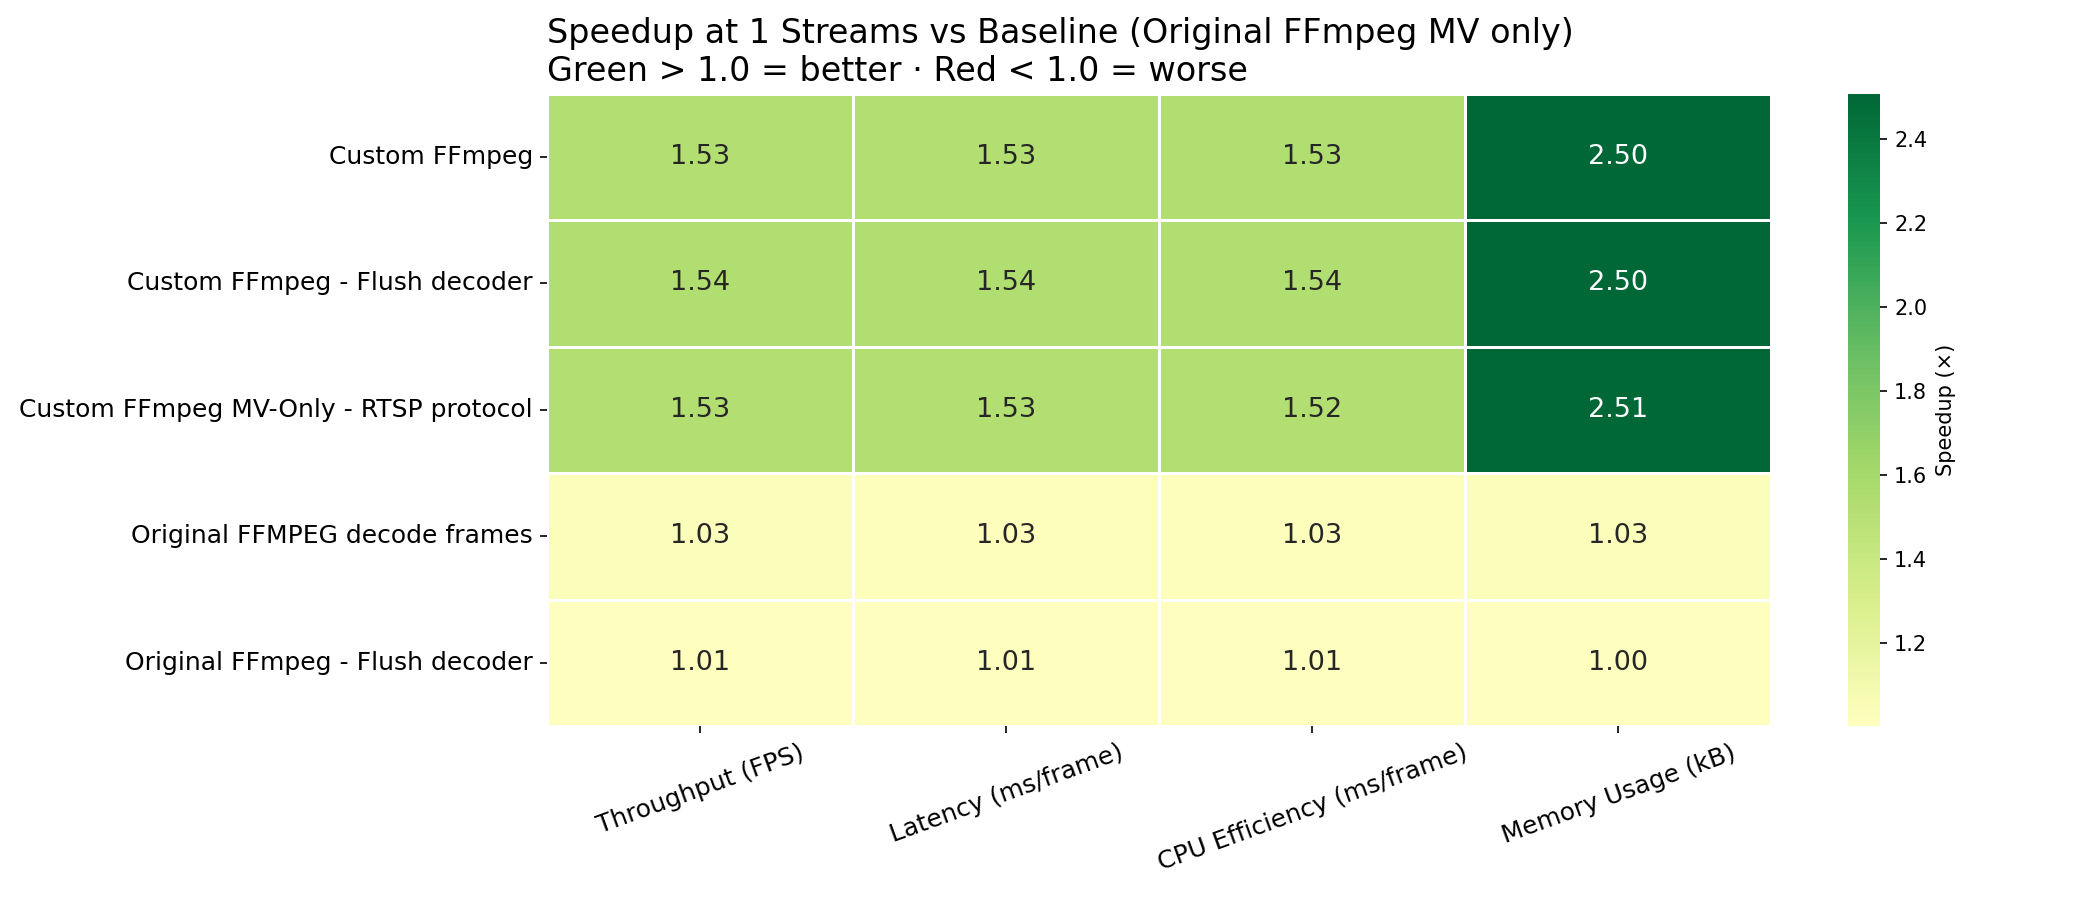 Speedup at 1 Streams vs Baseline (Original FFmpeg MV only)
Green > 1.0 = better · Red < 1.0 = worse
Custom FFmpeg
1.53
1.53
1.53
2.50
Custom FFmpeg - Flush decoder
1.54
1.54
1.54
2.50
Custom FFmpeg MV-Only - RTSP protocol
1.53
1.53
1.52
2.51
Original FFMPEG decode frames
1.03
1.03
1.03
1.03
Original FFmpeg - Flush decoder
1.01
1.01
1.01
1.00
Throughput (FPS)
Latency (ms/frame)
CPU Efficiency (ms/frame)
Memory Usage (kB)
2.4
2.2
2.0
1.8
1.6
1.4
1.2
Speedup (×)